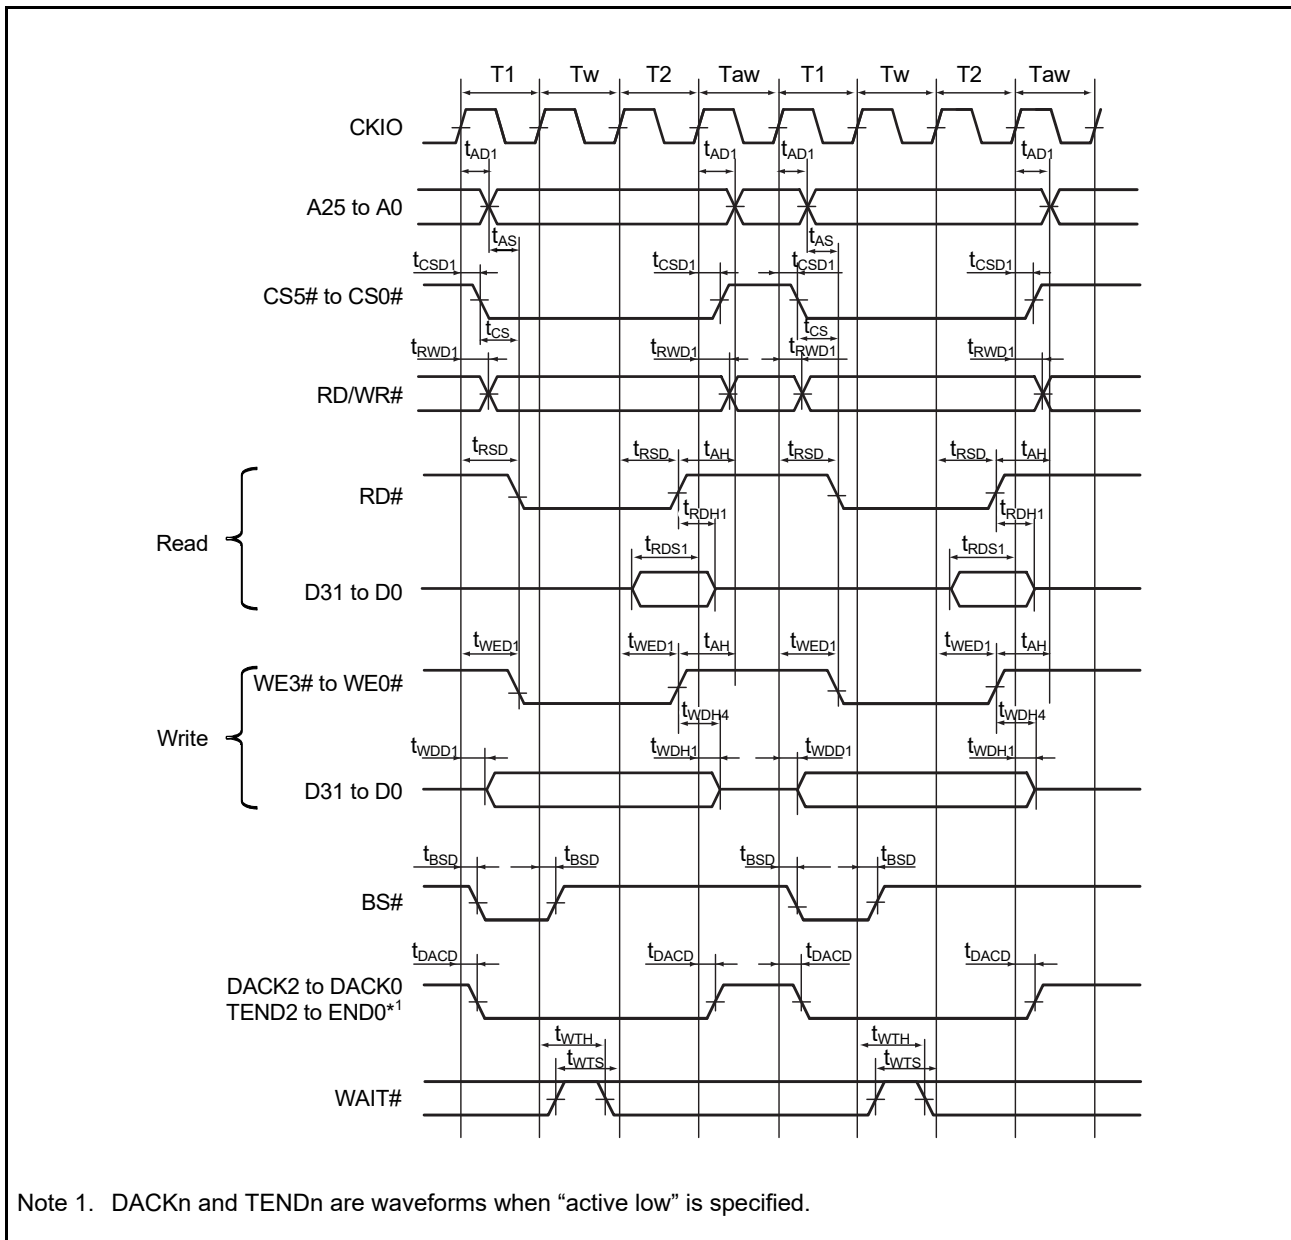 T1 Tw T2 Taw T1 Tw T2 Taw
CKIO
tAD1 tAD1 tAD1 tAD1
A25 to A0
tAS tAS
tCSD1 tCSD1 tCSD1 tCSD1
CS5# to CS0#
tCS tCS
tRWD1 tRWD1 tRWD1 tRWD1
RD/WR#
tRSD tRSD tAH tRSD tRSD tAH
RD#
tRDH1 tRDH1
Read
tRDS1 tRDS1
D31 to D0
tWED1 tWED1 tAH tWED1 tWED1 tAH
WE3# to WE0#
tWDH4 tWDH4
Write
tWDD1 tWDH1 tWDD1 tWDH1
D31 to D0
tBSD tBSD tBSD tBSD
BS#
tDACD tDACD tDACD tDACD
DACK2 to DACK0
TEND2 to END0*1
tWTH tWTH
tWTS tWTS
WAIT#
Note 1. DACKn and TENDn are waveforms when “active low” is specified.